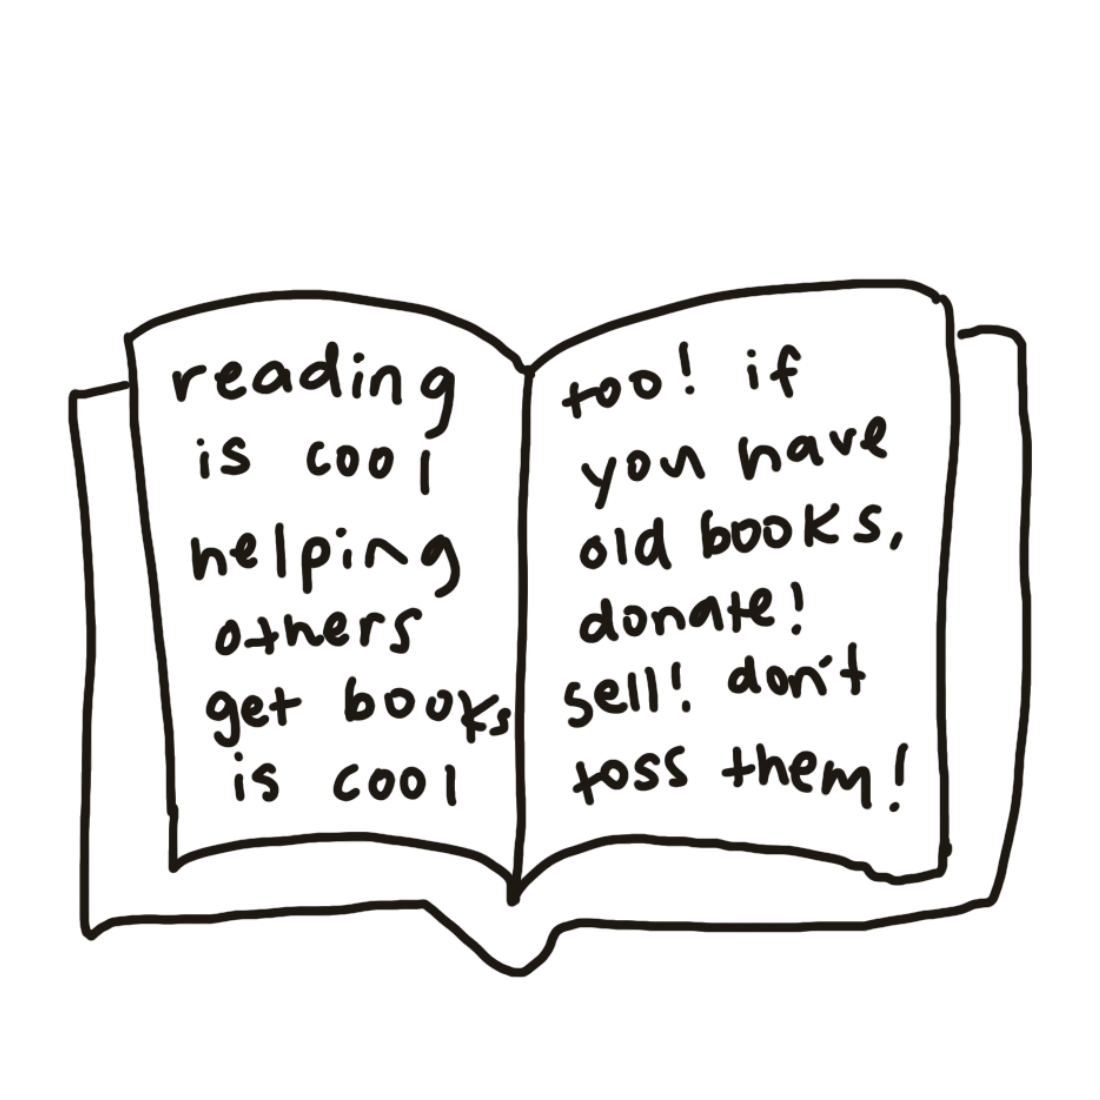 reading
is cool
helping
others
get books
is cool
too! if
you have
old books,
donate!
sell! don't
toss them!